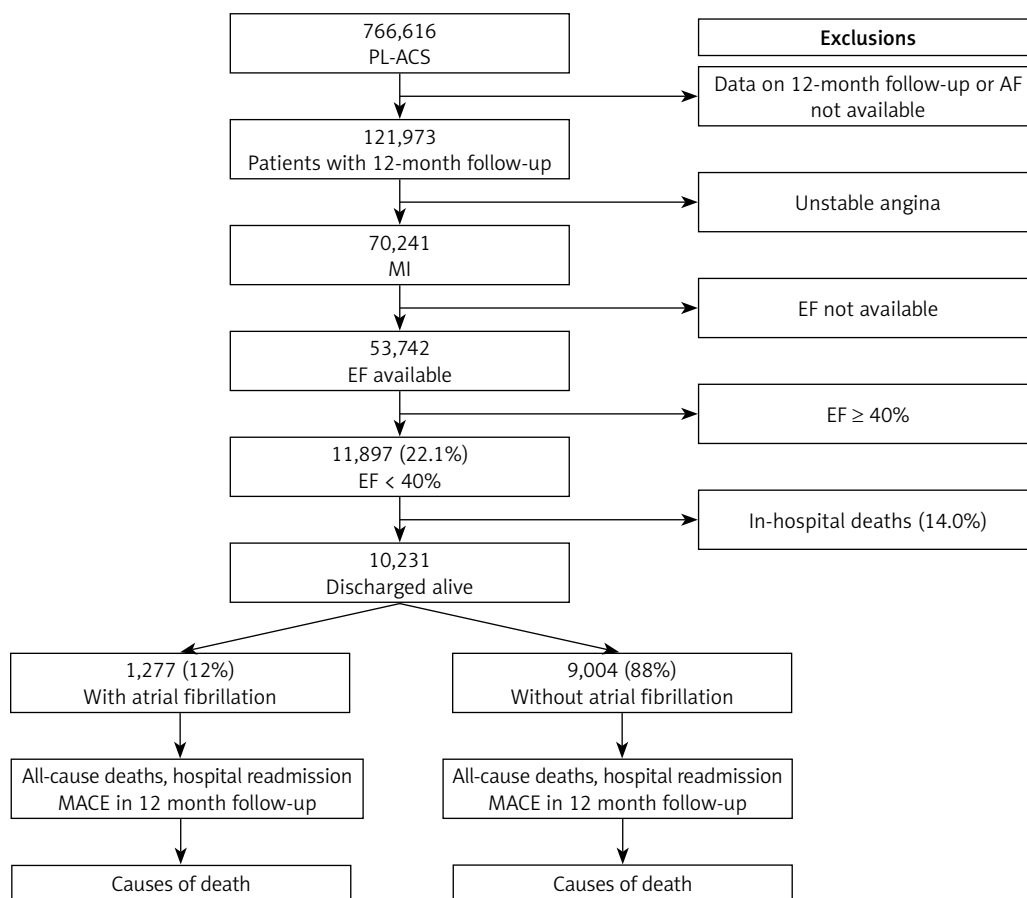 766,616
PL-ACS
Exclusions
Data on 12-month follow-up or AF
not available
121,973
Patients with 12-month follow-up
Unstable angina
70,241
MI
EF not available
53,742
EF available
EF ≥ 40%
11,897 (22.1%)
EF < 40%
In-hospital deaths (14.0%)
10,231
Discharged alive
1,277 (12%)
With atrial fibrillation
9,004 (88%)
Without atrial fibrillation
All-cause deaths, hospital readmission
MACE in 12 month follow-up
All-cause deaths, hospital readmission
MACE in 12 month follow-up
Causes of death
Causes of death